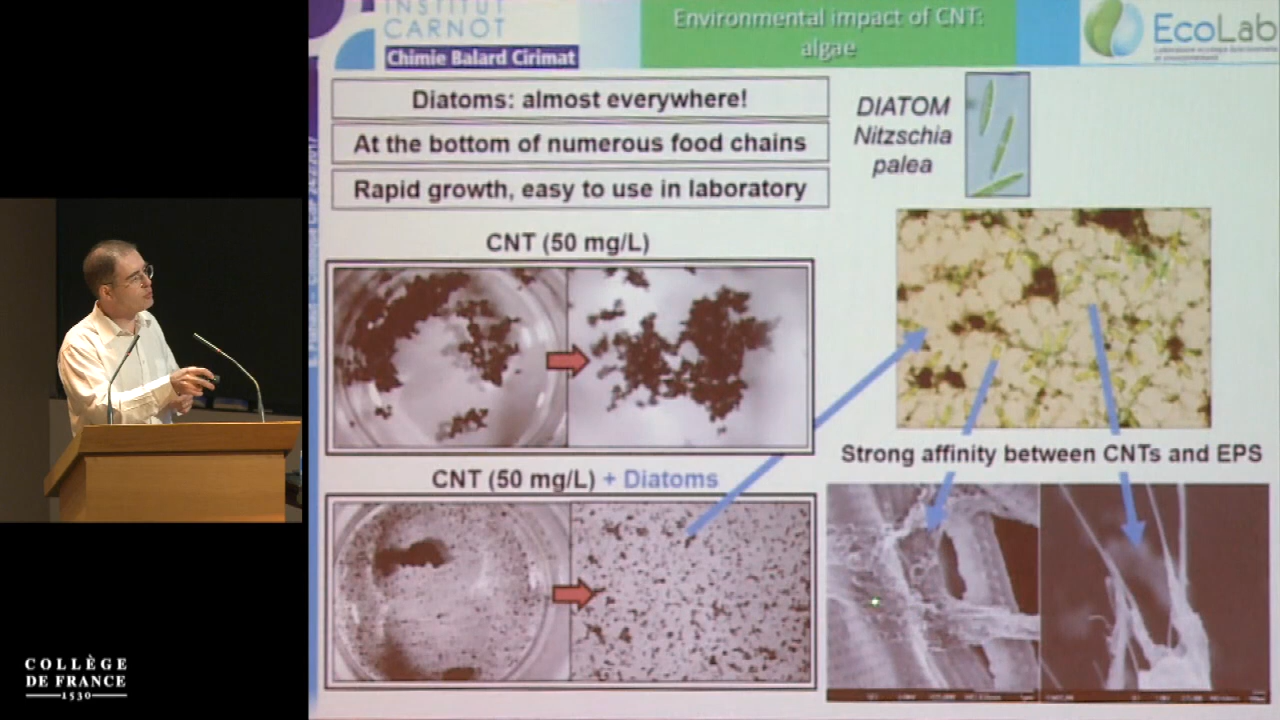 INSTITUT
CARNOT
Chimie Balard Cirimat
Environmental impact of CNT:
algae
EcoLab
Diatoms: almost everywhere!
At the bottom of numerous food chains
Rapid growth, easy to use in laboratory
DIATOM
Nitzschia
palea
CNT (50 mg/L)
CNT (50 mg/L) + Diatoms
Strong affinity between CNTs and EPS
COLLÈGE
DE FRANCE
1530